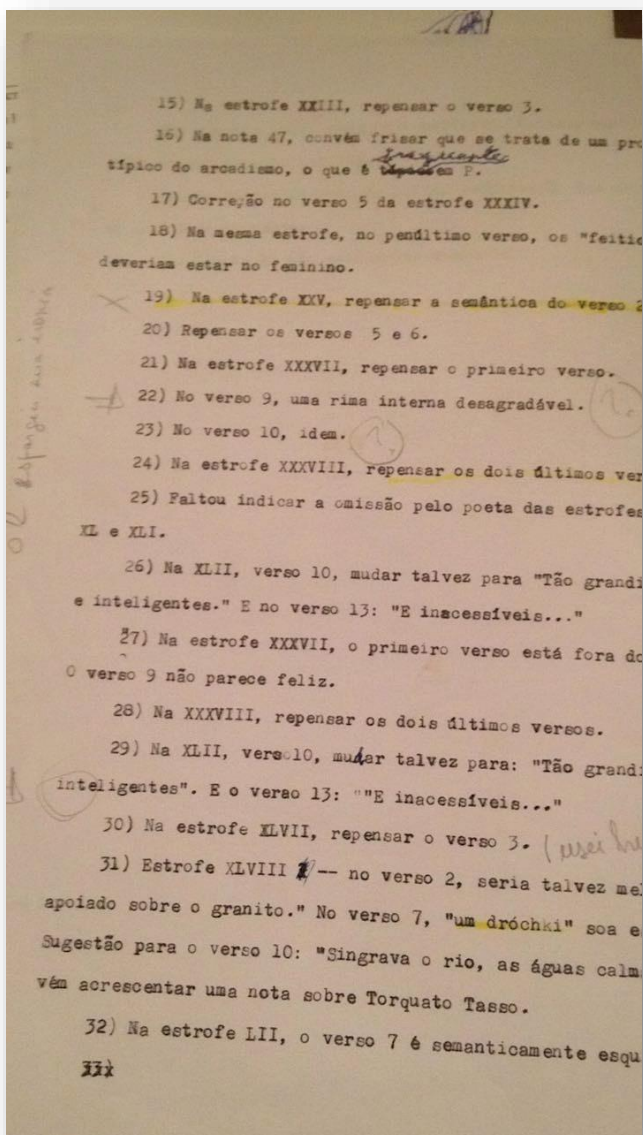 15) Na estrofe XXIII, repensar o verso 3.
16) Na nota 47, convém frisar que se trata de um pro
típico do arcadismo, o que é frequente em P.
17) Correção no verso 5 da estrofe XXXIV.
18) Na mesma estrofe, no penúltimo verso, os "feitic
deveriam estar no feminino.
19) Na estrofe XXV, repensar a semântica do verso 2
20) Repensar os versos 5 e 6.
21) Na estrofe XXXVII, repensar o primeiro verso.
22) No verso 9, uma rima interna desagradável.
23) No verso 10, idem.
24) Na estrofe XXXVIII, repensar os dois últimos ver
25) Faltou indicar a omissão pelo poeta das estrofes
XL e XLI.
26) Na XLII, verso 10, mudar talvez para "Tão grandi
e inteligentes." E no verso 13: "E inacessíveis..."
27) Na estrofe XXXVII, o primeiro verso está fora do
O verso 9 não parece feliz.
28) Na XXXVIII, repensar os dois últimos versos.
29) Na XLII, verso 10, mudar talvez para: "Tão grandi
inteligentes". E o verso 13: ""E inacessíveis..."
30) Na estrofe XLVII, repensar o verso 3. (usei
31) Estrofe XLVIII -- no verso 2, seria talvez mel
apoiado sobre o granito." No verso 7, "um dróchki" soa e
Sugestão para o verso 10: "Singrava o rio, as águas calm
vém acrescentar uma nota sobre Torquato Tasso.
32) Na estrofe LII, o verso 7 é semanticamente esqu
33)
OK